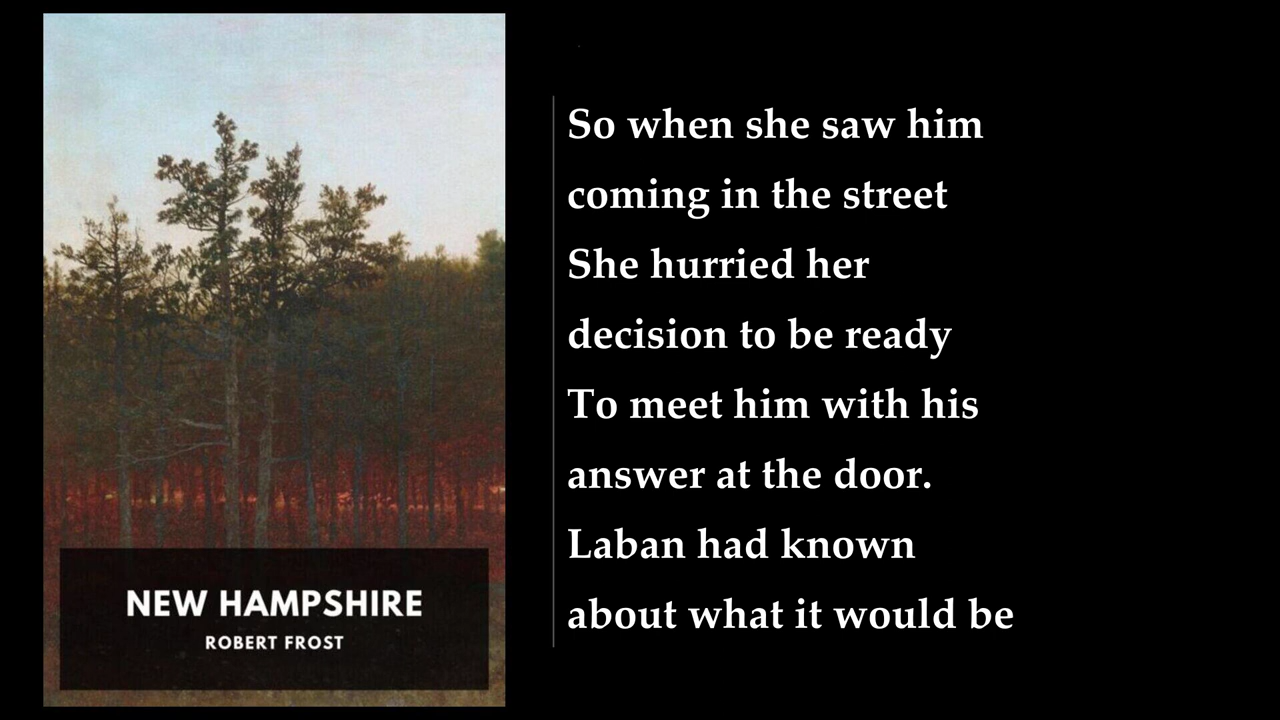 NEW HAMPSHIRE
ROBERT FROST
So when she saw him
coming in the street
She hurried her
decision to be ready
To meet him with his
answer at the door.
Laban had known
about what it would be